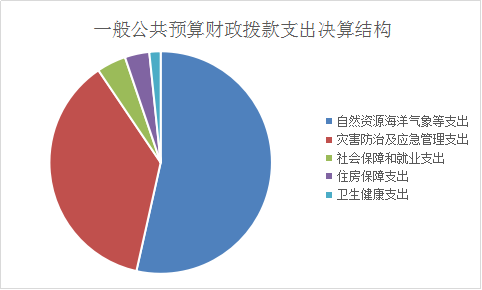 一般公共预算财政拨款支出决算结构
自然资源海洋气象等支出
灾害防治及应急管理支出
社会保障和就业支出
住房保障支出
卫生健康支出